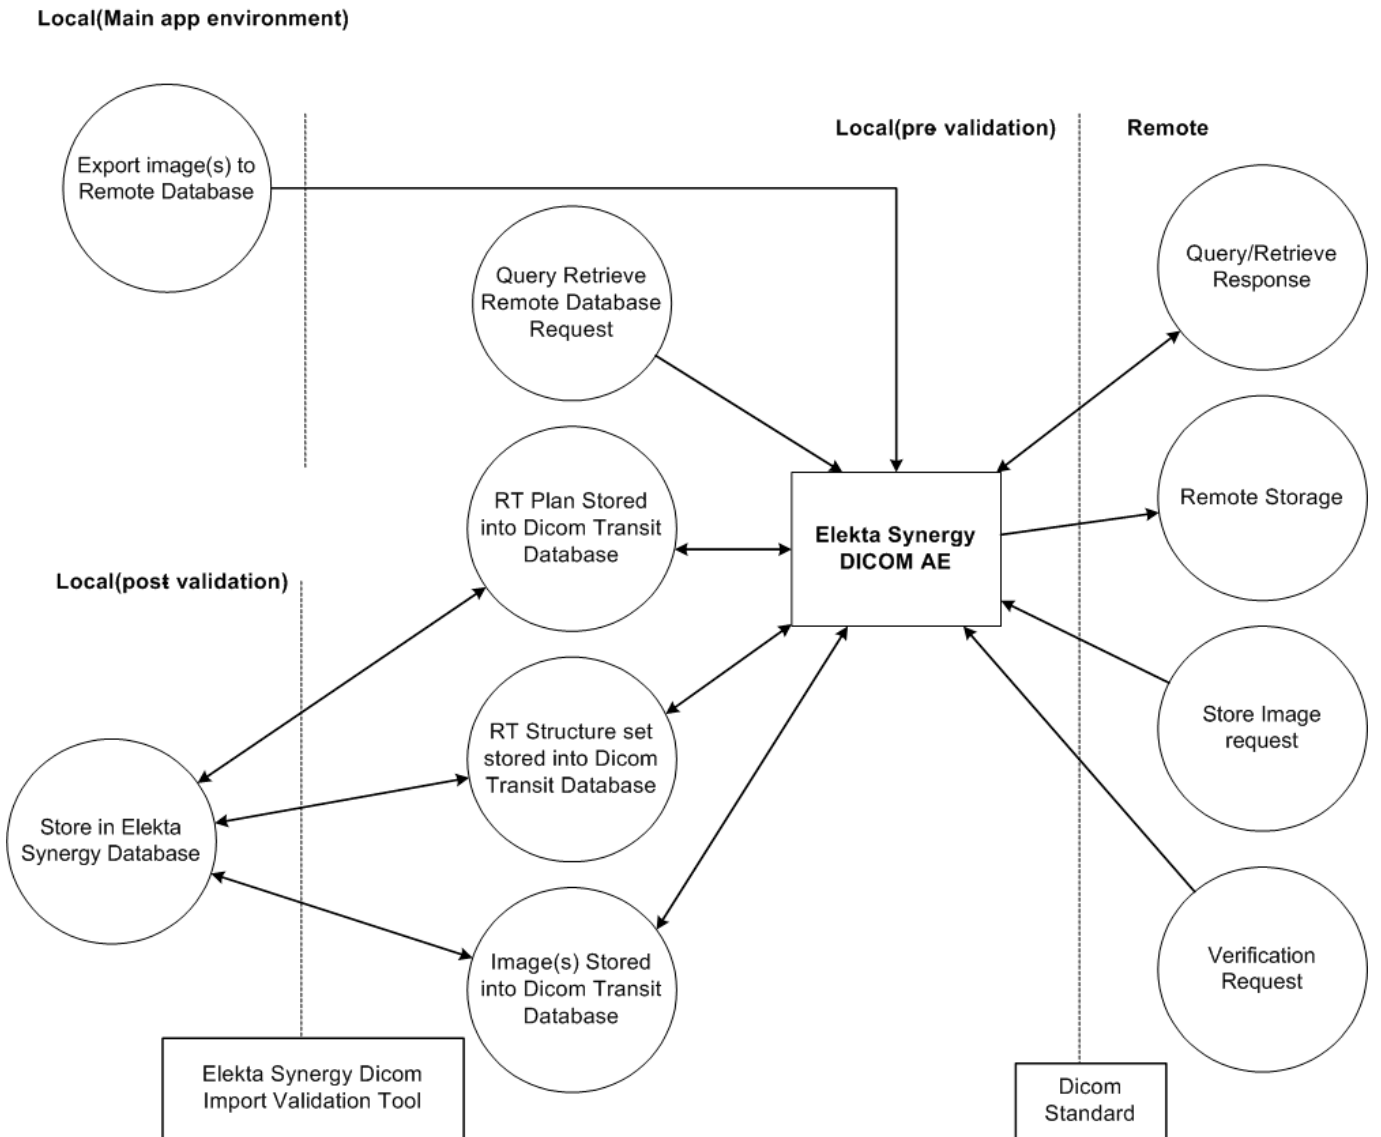 Local(Main app environment)
Local(pre validation)
Remote
Export image(s) to
Remote Database
Query Retrieve
Remote Database
Request
Query/Retrieve
Response
RT Plan Stored
into Dicom Transit
Database
Elekta Synergy
DICOM AE
Remote Storage
Local(post validation)
RT Structure set
stored into Dicom
Transit Database
Store Image
request
Store in Elekta
Synergy Database
Image(s) Stored
into Dicom Transit
Database
Verification
Request
Elekta Synergy Dicom
Import Validation Tool
Dicom
Standard